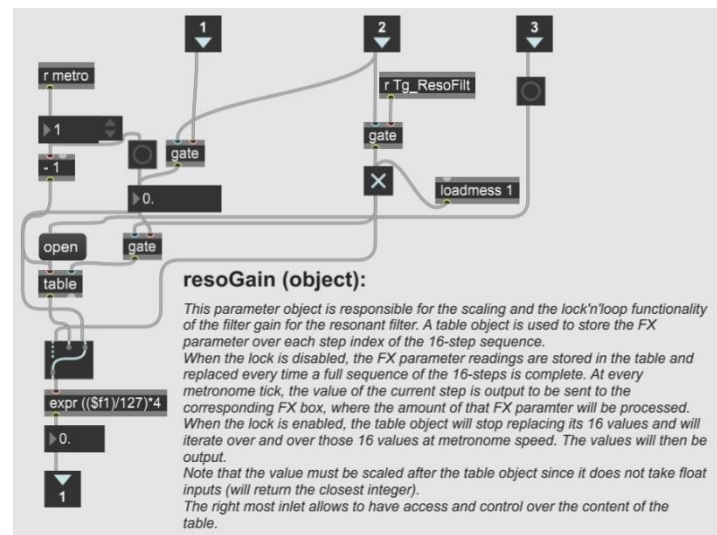 1
2
3
r metro
r Tg_ResoFilt
1
gate
gate
- 1
0.
loadmess 1
open
gate
table
resoGain (object):
This parameter object is responsible for the scaling and the lock'n'loop functionality
of the filter gain for the resonant filter. A table object is used to store the FX
parameter over each step index of the 16-step sequence.
When the lock is disabled, the FX parameter readings are stored in the table and
replaced every time a full sequence of the 16-steps is complete. At every
metronome tick, the value of the current step is output to be sent to the
corresponding FX box, where the amount of that FX paramter will be processed.
When the lock is enabled, the table object will stop replacing its 16 values and will
iterate over and over those 16 values at metronome speed. The values will then be
output.
Note that the value must be scaled after the table object since it does not take float
inputs (will return the closest integer).
The right most inlet allows to have access and control over the content of the
table.
expr (($f1)/127)*4
0.
1